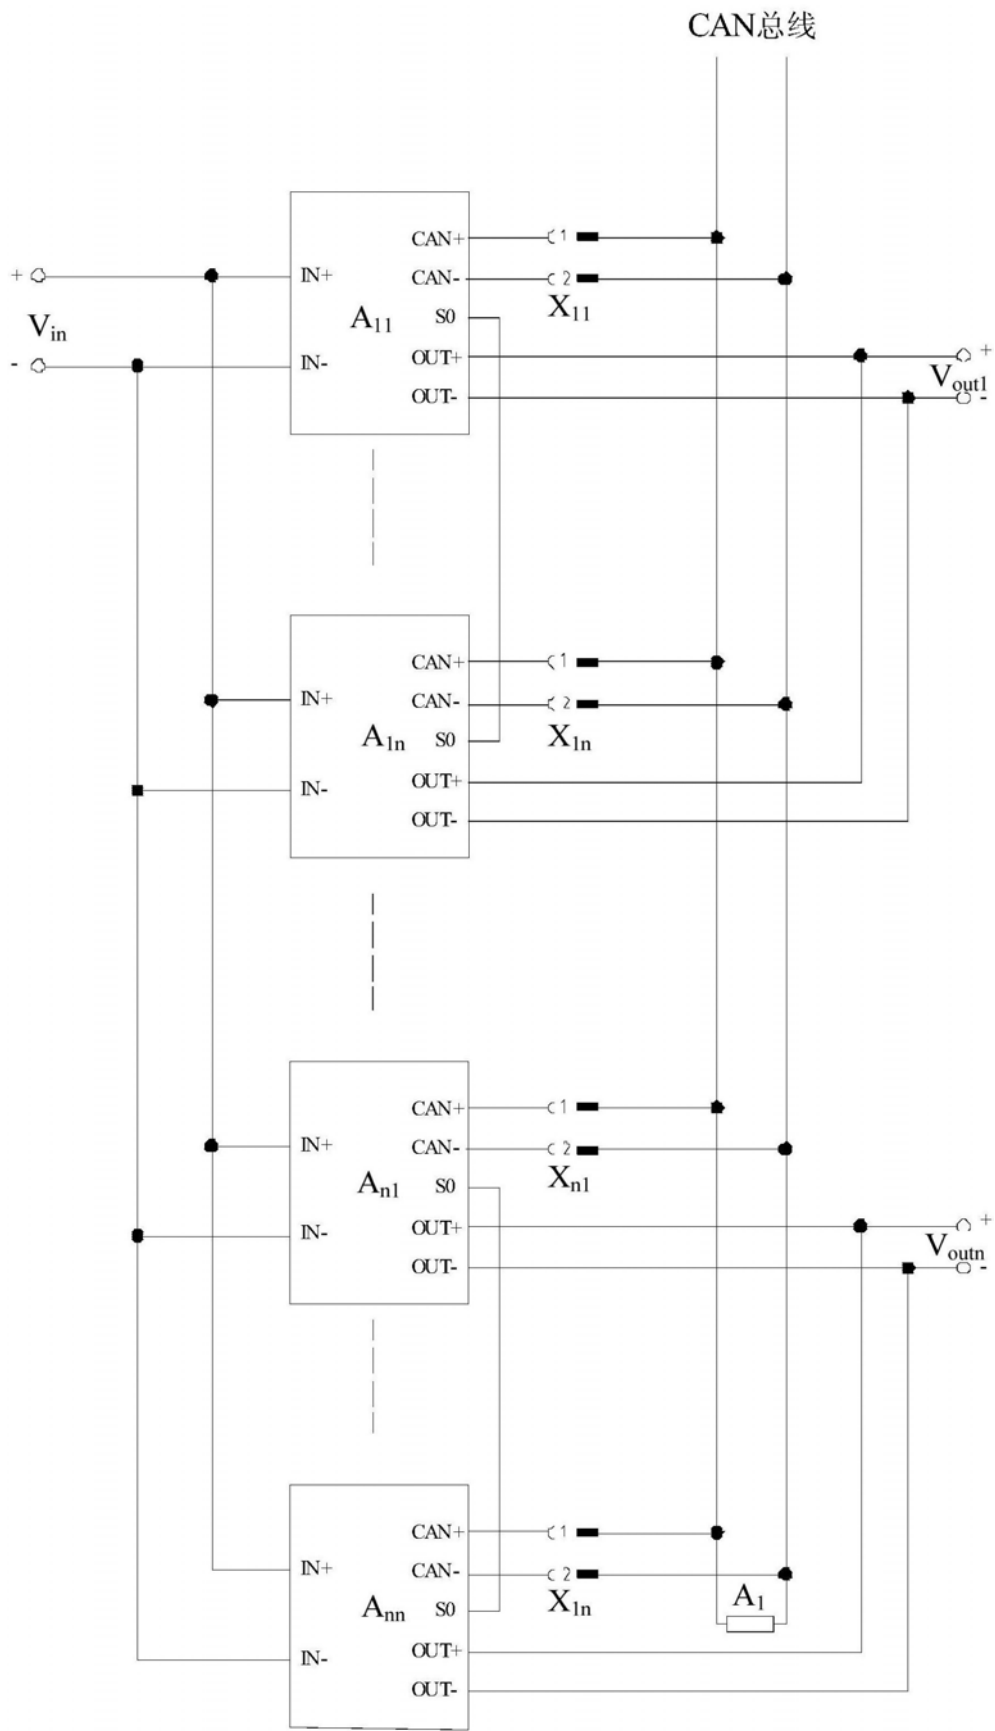 CAN总线
CAN+ 1
+ IN+ CAN- 2
A11 S0 X11
Vin OUT+ +
- IN- Vout1
OUT- -
CAN+ 1
IN+ CAN- 2
A1n S0 X1n
IN- OUT+
OUT-
CAN+ 1
IN+ CAN- 2
An1 S0 Xn1
IN- OUT+ +
Voutn
OUT- -
CAN+ 1
IN+ CAN- 2
Ann S0 X1n A1
IN- OUT+
OUT-